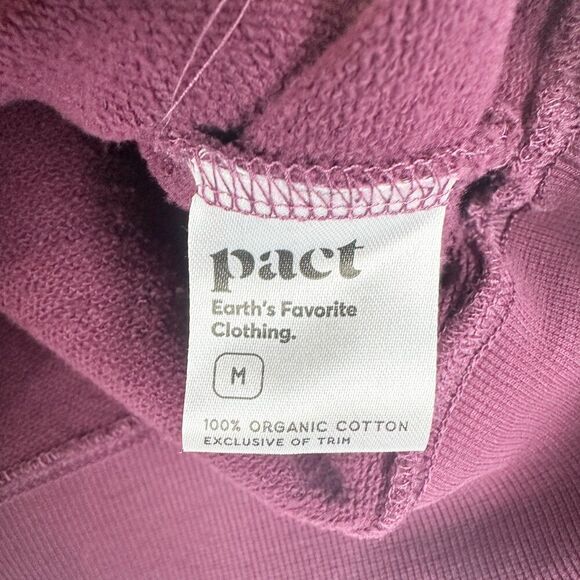 pact
Earth's Favorite
Clothing.
M
100% ORGANIC COTTON
EXCLUSIVE OF TRIM